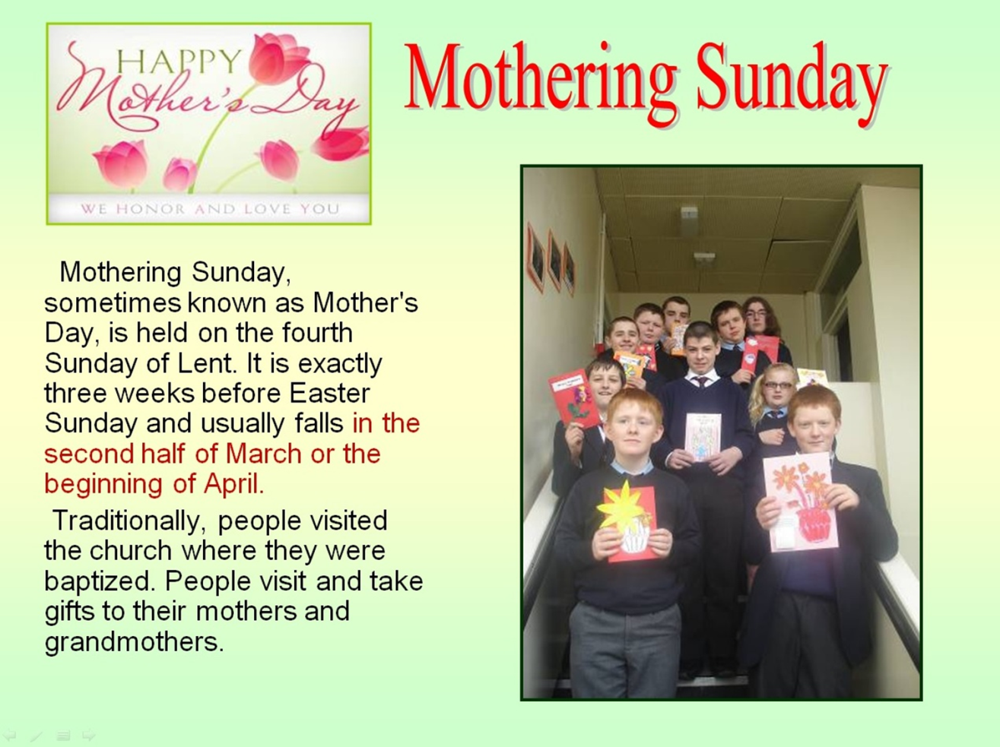 HAPPY
Mother's Day
WE HONOR AND LOVE YOU
Mothering Sunday
Mothering Sunday,
sometimes known as Mother's
Day, is held on the fourth
Sunday of Lent. It is exactly
three weeks before Easter
Sunday and usually falls in the
second half of March or the
beginning of April.
Traditionally, people visited
the church where they were
baptized. People visit and take
gifts to their mothers and
grandmothers.